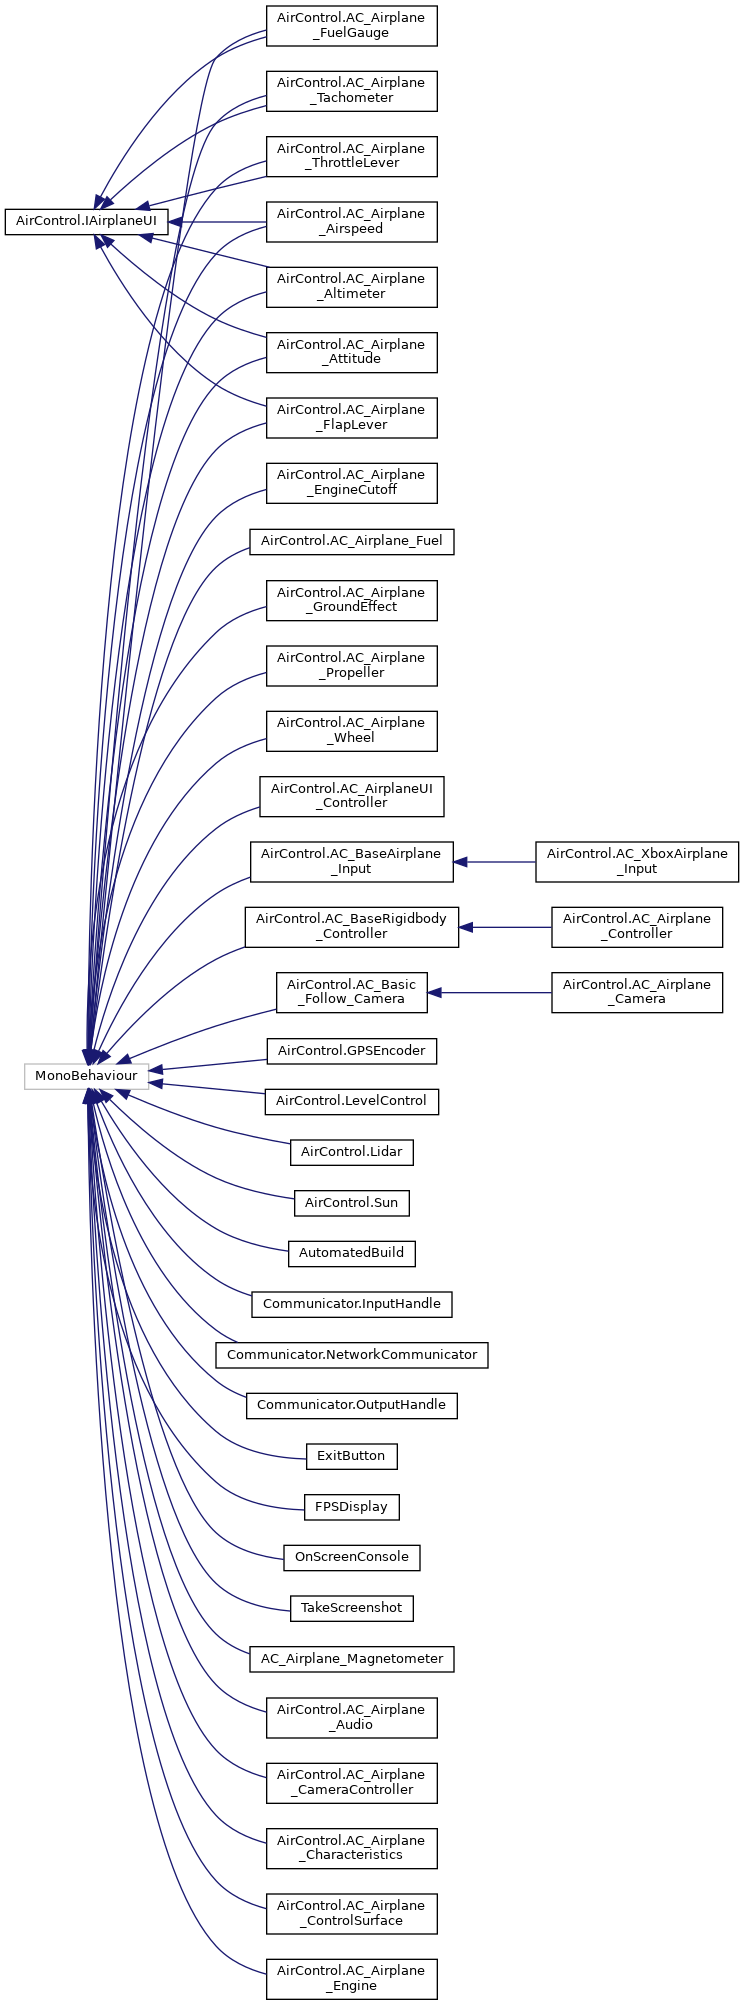 AirControl.AC_Airplane
_FuelGauge
AirControl.AC_Airplane
_Tachometer
AirControl.AC_Airplane
_ThrottleLever
AirControl.IAirplaneUI
AirControl.AC_Airplane
_Airspeed
AirControl.AC_Airplane
_Altimeter
AirControl.AC_Airplane
_Attitude
AirControl.AC_Airplane
_FlapLever
AirControl.AC_Airplane
_EngineCutoff
AirControl.AC_Airplane_Fuel
AirControl.AC_Airplane
_GroundEffect
AirControl.AC_Airplane
_Propeller
AirControl.AC_Airplane
_Wheel
AirControl.AC_AirplaneUI
_Controller
AirControl.AC_BaseAirplane
_Input
AirControl.AC_XboxAirplane
_Input
AirControl.AC_BaseRigidbody
_Controller
AirControl.AC_Airplane
_Controller
AirControl.AC_Basic
_Follow_Camera
AirControl.AC_Airplane
_Camera
AirControl.GPSEncoder
MonoBehaviour
AirControl.LevelControl
AirControl.Lidar
AirControl.Sun
AutomatedBuild
Communicator.InputHandle
Communicator.NetworkCommunicator
Communicator.OutputHandle
ExitButton
FPSDisplay
OnScreenConsole
TakeScreenshot
AC_Airplane_Magnetometer
AirControl.AC_Airplane
_Audio
AirControl.AC_Airplane
_CameraController
AirControl.AC_Airplane
_Characteristics
AirControl.AC_Airplane
_ControlSurface
AirControl.AC_Airplane
_Engine